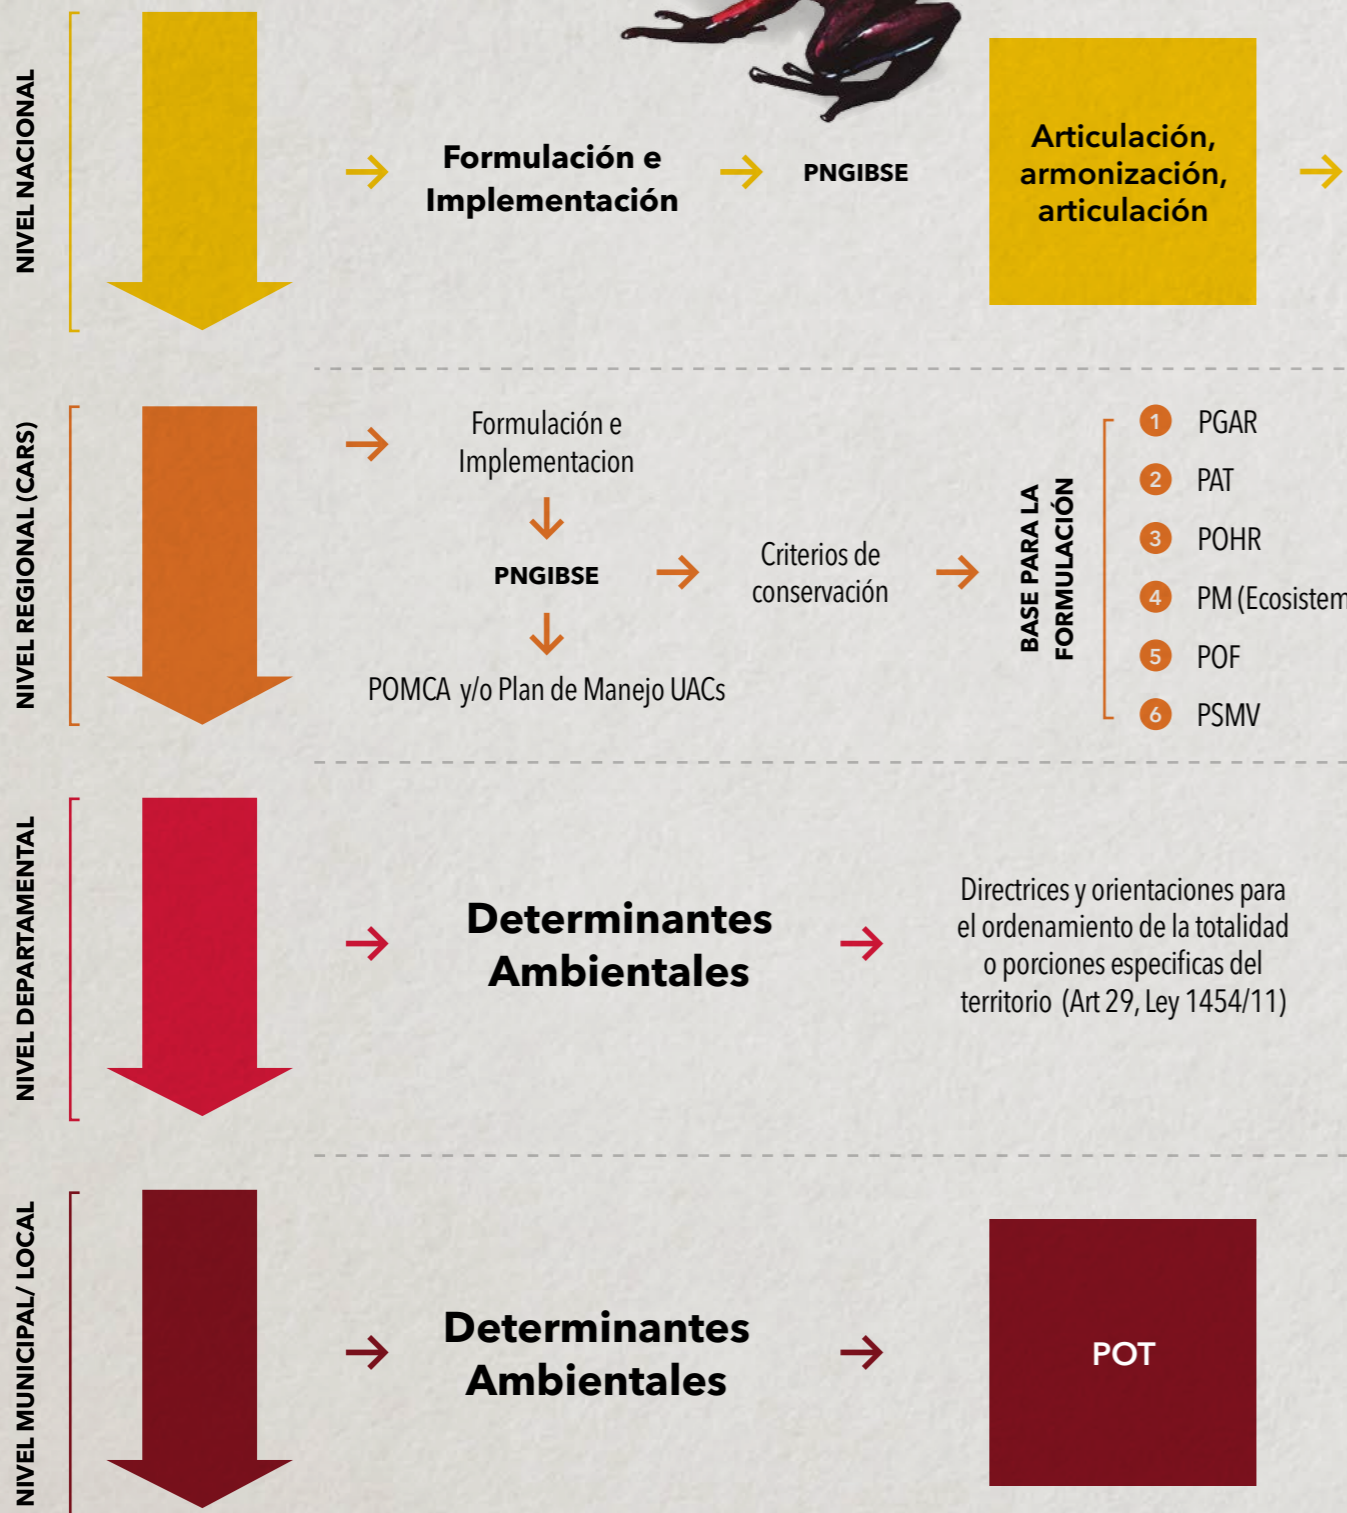 NIVEL NACIONAL
Formulación e
Implementación
PNGIBSE
Articulación,
armonización,
articulación
NIVEL REGIONAL (CARS)
Formulación e
Implementacion
PNGIBSE
POMCA y/o Plan de Manejo UACs
Criterios de
conservación
BASE PARA LA
FORMULACIÓN
1 PGAR
2 PAT
3 POHR
4 PM (Ecosistem
5 POF
6 PSMV
NIVEL DEPARTAMENTAL
Determinantes
Ambientales
Directrices y orientaciones para
el ordenamiento de la totalidad
o porciones especificas del
territorio (Art 29, Ley 1454/11)
NIVEL MUNICIPAL/ LOCAL
Determinantes
Ambientales
POT